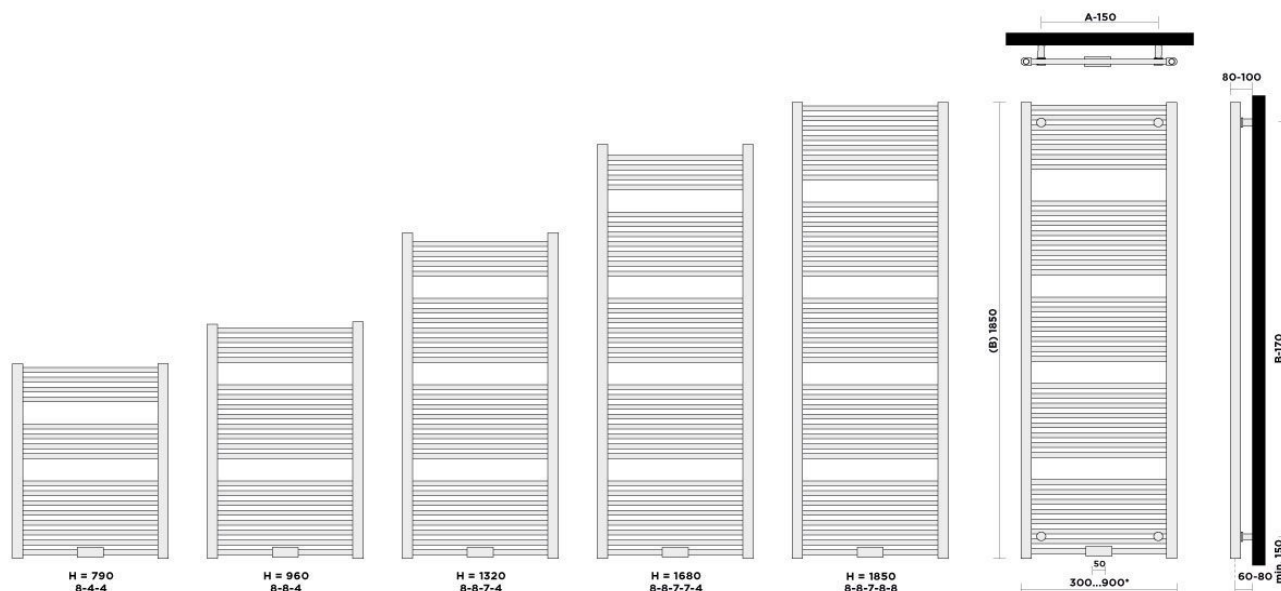 A-150
80-100
(B) 1850
B-170
min. 150
50
300...900*
60-80
H = 790
8-4-4
H = 960
8-8-4
H = 1320
8-8-7-4
H = 1680
8-8-7-7-4
H = 1850
8-8-7-8-8